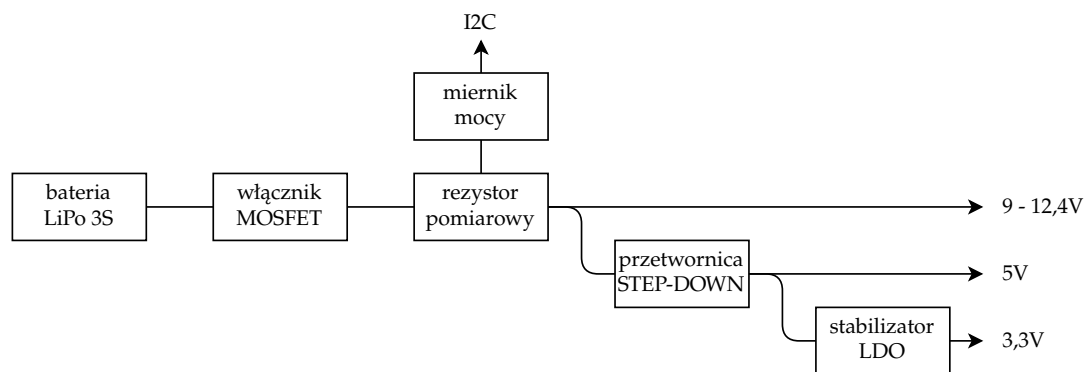 I2C
miernik
mocy
bateria
LiPo 3S
włącznik
MOSFET
rezystor
pomiarowy
9 - 12,4V
przetwornica
STEP-DOWN
5V
stabilizator
LDO
3,3V